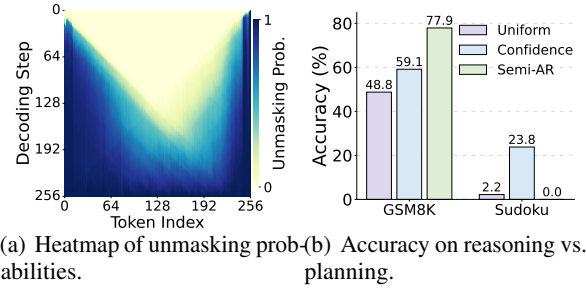 0
64
128
192
256
Decoding Step
0
64
128
192
256
Token Index
1
0
Unmasking Prob.
Accuracy (%)
80
60
40
20
0
48.8
59.1
77.9
2.2
23.8
0.0
Uniform
Confidence
Semi-AR
GSM8K
Sudoku
(a) Heatmap of unmasking prob-
abilities.
(b) Accuracy on reasoning vs.
planning.